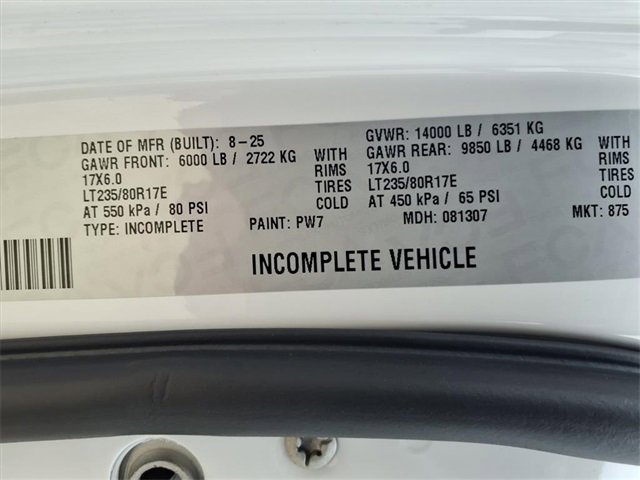 DATE OF MFR (BUILT): 8-25 GVWR: 14000 LB / 6351 KG
GAWR FRONT: 6000 LB / 2722 KG WITH GAWR REAR: 9850 LB / 4468 KG WITH
17X6.0 RIMS 17X6.0 RIMS
LT235/80R17E TIRES LT235/80R17E TIRES
AT 550 kPa / 80 PSI COLD AT 450 kPa / 65 PSI COLD
TYPE: INCOMPLETE PAINT: PW7 MDH: 081307 MKT: 875
INCOMPLETE VEHICLE